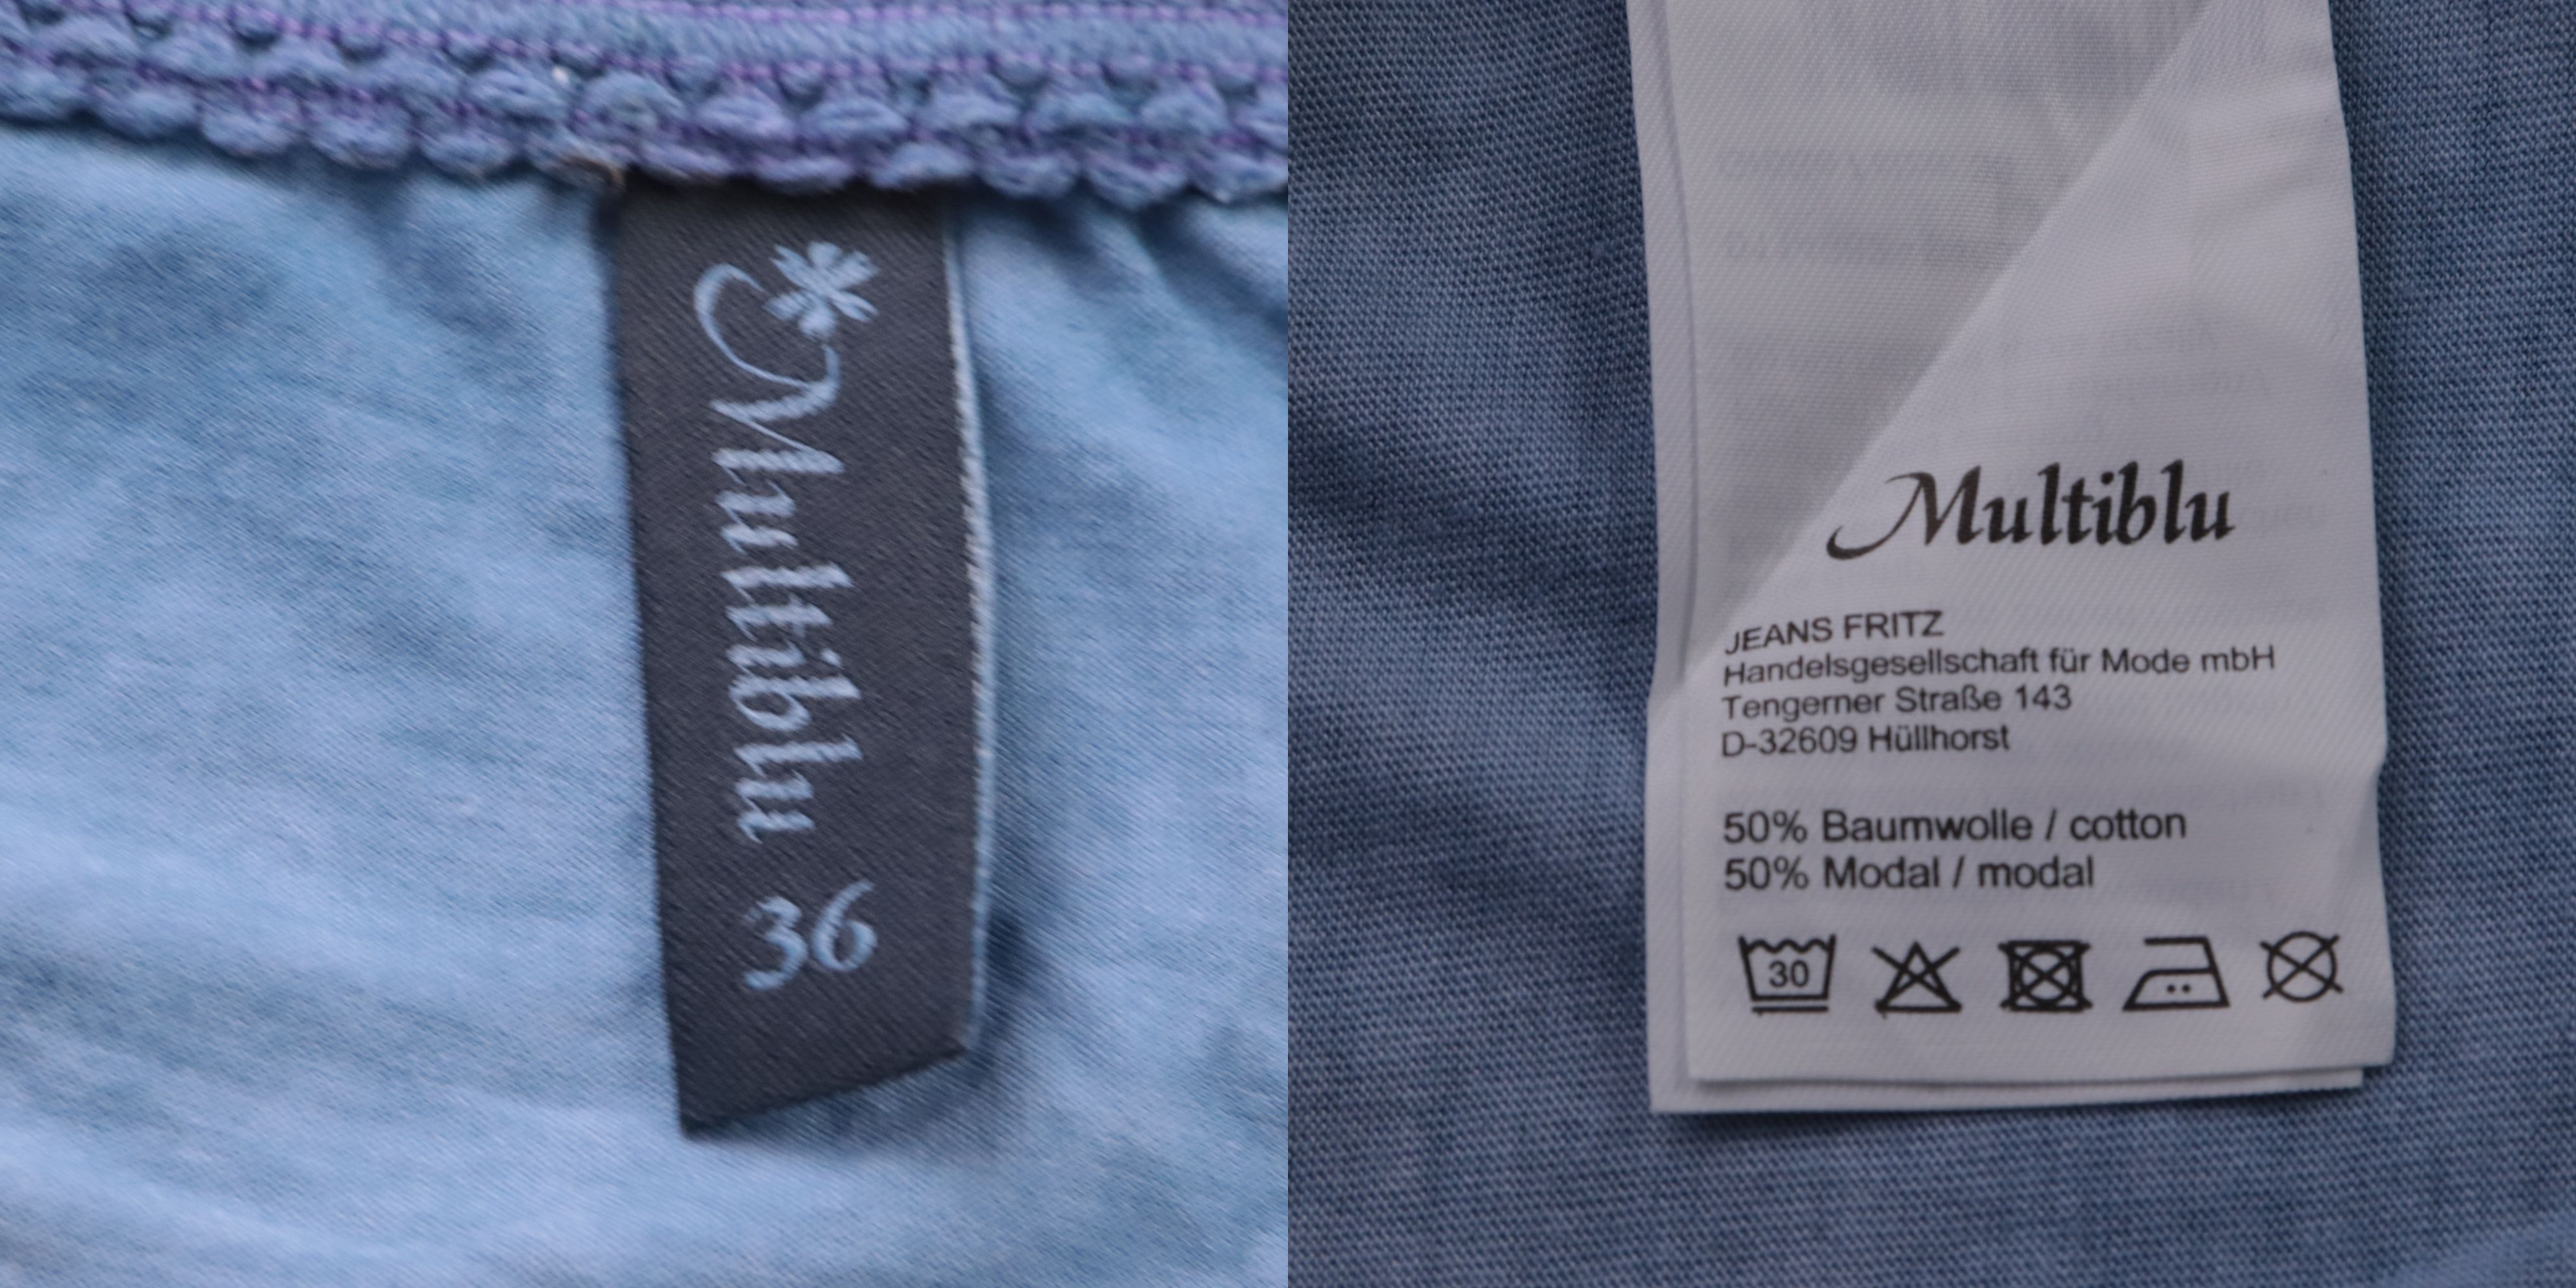 Multiblu
36
Multiblu
JEANS FRITZ
Handelsgesellschaft für Mode mbH
Tengerner Straße 143
D-32609 Hüllhorst
50% Baumwolle / cotton
50% Modal / modal
30